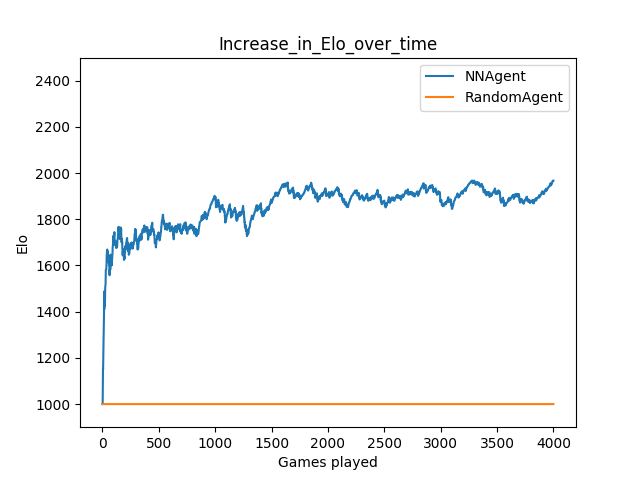 Increase_in_Elo_over_time
NNAgent
RandomAgent
2400
2200
2000
1800
1600
1400
1200
1000
Elo
0 500 1000 1500 2000 2500 3000 3500 4000
Games played